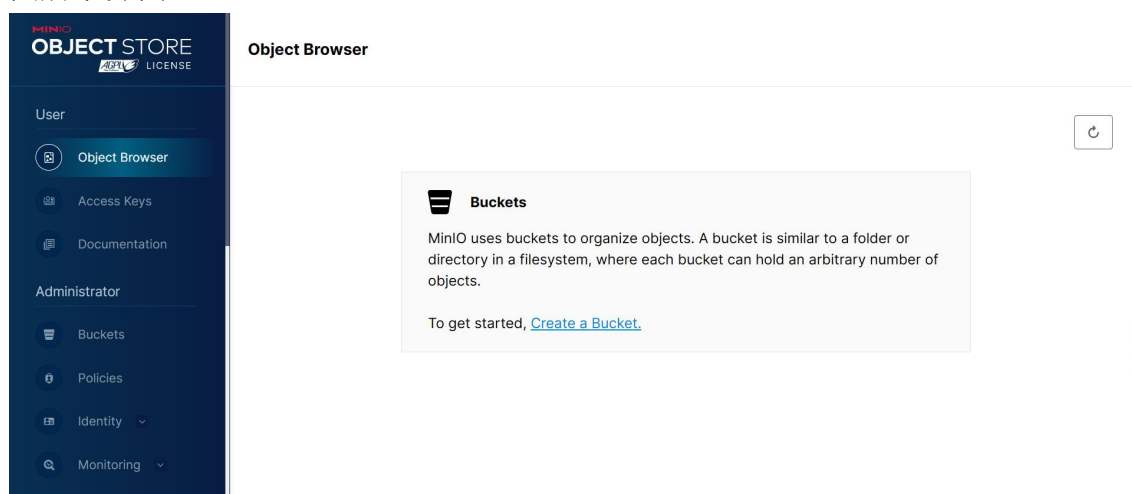 MINIO
OBJECT STORE
AGPLv3 LICENSE
User
Object Browser
Access Keys
Documentation
Administrator
Buckets
Policies
Identity
Monitoring
Object Browser
Buckets
MinIO uses buckets to organize objects. A bucket is similar to a folder or
directory in a filesystem, where each bucket can hold an arbitrary number of
objects.
To get started, Create a Bucket.